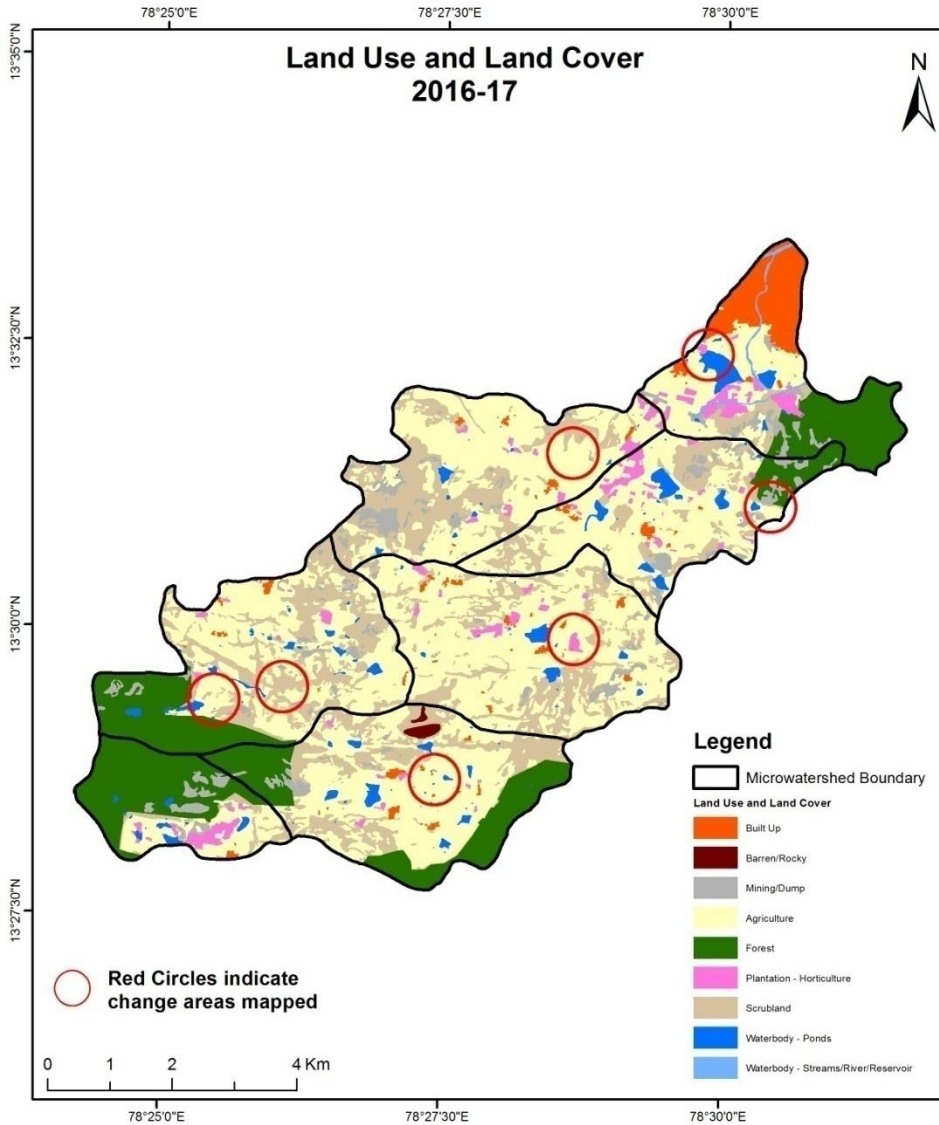 78°25'0"E
78°27'30"E
78°30'0"E
13°35'0"N
Land Use and Land Cover
2016-17
N
13°32'30"N
13°30'0"N
13°27'30"N
Legend
Microwatershed Boundary
Land Use and Land Cover
Built Up
Barren/Rocky
Mining/Dump
Agriculture
Forest
Plantation - Horticulture
Scrubland
Waterbody - Ponds
Waterbody - Streams/River/Reservoir
Red Circles indicate
change areas mapped
0 1 2 4 Km
78°25'0"E
78°27'30"E
78°30'0"E